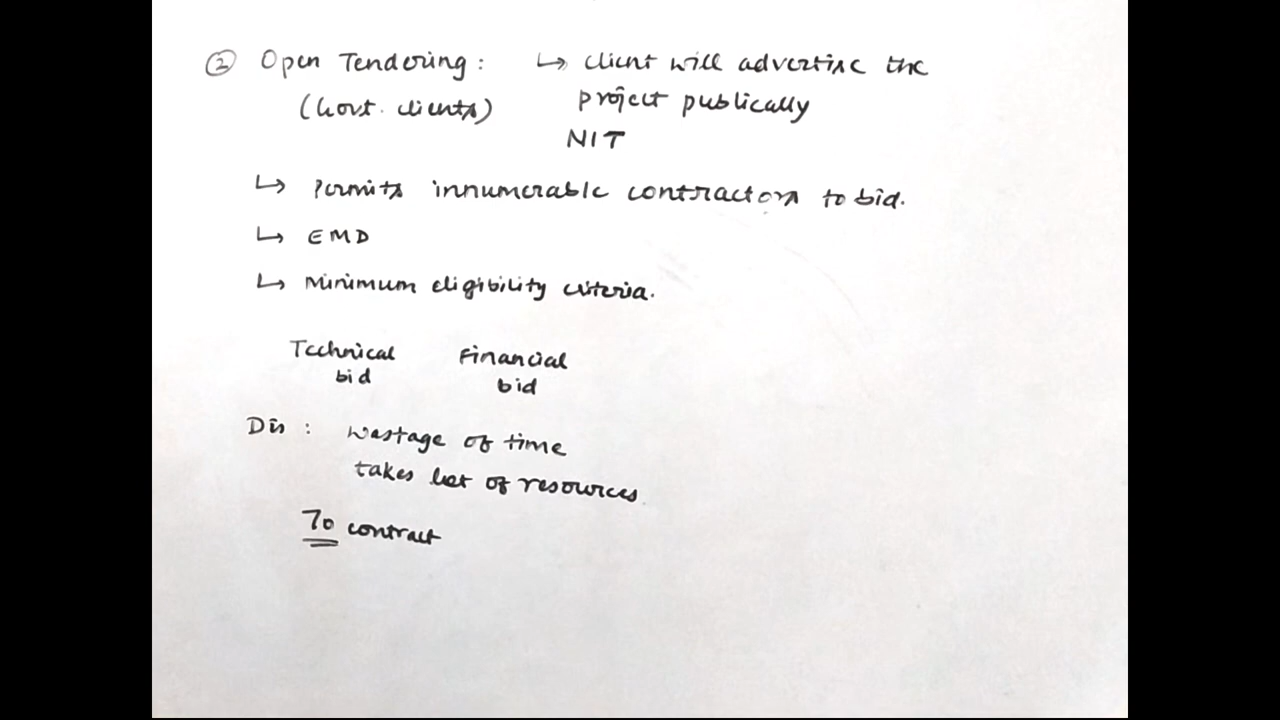 ② Open Tendering : ↳ client will advertise the
(Govt. clients) project publically
NIT
↳ Permits innumerable contractors to bid.
↳ EMD
↳ Minimum eligibility criteria.
Technical Financial
bid bid
Dis : Wastage of time
takes lot of resources.
To contract